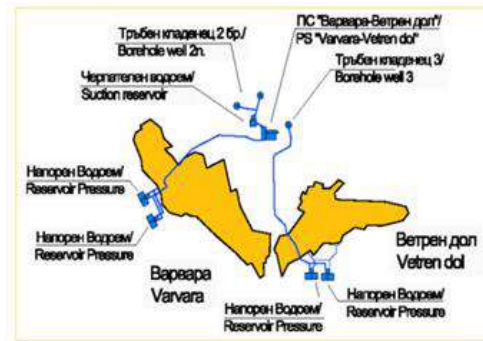 Тръбен кладенец 2 бр./
Borehole well 2n.
ПС "Варвара-Ветрен дол"/
PS "Varvara-Vetren dol"
Черпателен водоем/
Suction reservoir
Тръбен кладенец 3/
Borehole well 3
Напорен Водоем/
Reservoir Pressure
Напорен Водоем/
Reservoir Pressure
Варвара
Varvara
Ветрен дол
Vetren dol
Напорен Водоем/
Reservoir Pressure
Напорен Водоем/
Reservoir Pressure